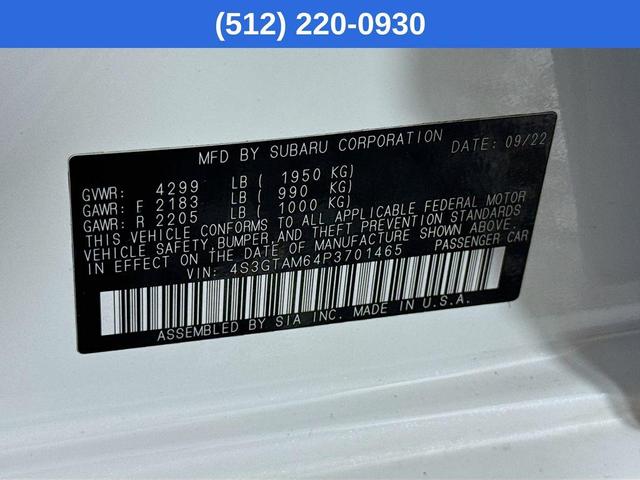 (512) 220-0930
MFD BY SUBARU CORPORATION DATE: 09/22
GVWR: 4299 LB ( 1950 KG)
GAWR: F 2183 LB ( 990 KG)
GAWR: R 2205 LB ( 1000 KG)
THIS VEHICLE CONFORMS TO ALL APPLICABLE FEDERAL MOTOR
VEHICLE SAFETY,BUMPER,AND THEFT PREVENTION STANDARDS
IN EFFECT ON THE DATE OF MANUFACTURE SHOWN ABOVE.
VIN: 4S3GTAM64P3701465 PASSENGER CAR
ASSEMBLED BY SIA INC. MADE IN U.S.A.